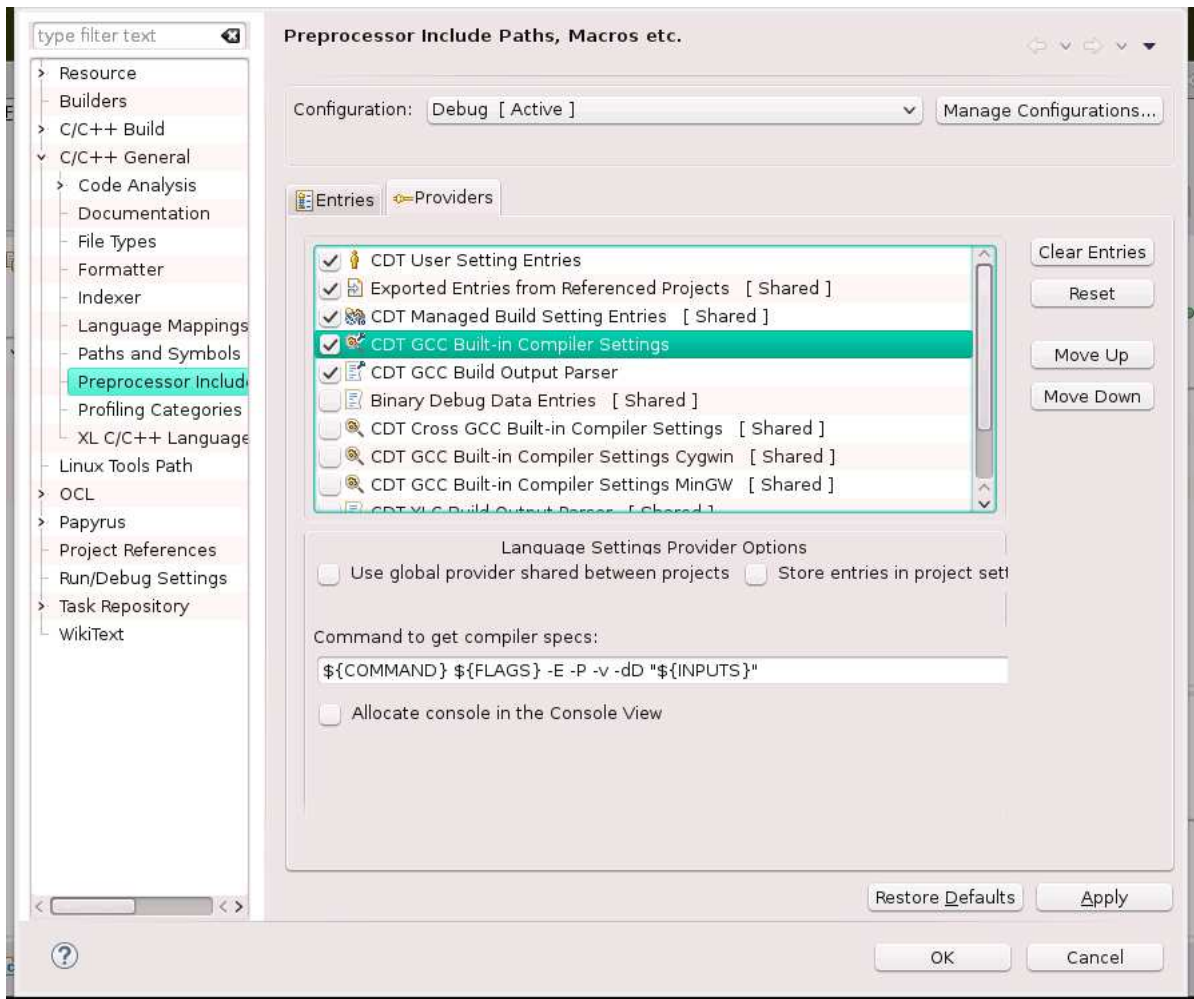 type filter text
Resource
Builders
C/C++ Build
C/C++ General
Code Analysis
Documentation
File Types
Formatter
Indexer
Language Mappings
Paths and Symbols
Preprocessor Includ
Profiling Categories
XL C/C++ Language
Linux Tools Path
OCL
Papyrus
Project References
Run/Debug Settings
Task Repository
WikiText
Preprocessor Include Paths, Macros etc.
Configuration: Debug [ Active ] Manage Configurations...
Entries Providers
CDT User Setting Entries
Exported Entries from Referenced Projects [ Shared ]
CDT Managed Build Setting Entries [ Shared ]
CDT GCC Built-in Compiler Settings
CDT GCC Build Output Parser
Binary Debug Data Entries [ Shared ]
CDT Cross GCC Built-in Compiler Settings [ Shared ]
CDT GCC Built-in Compiler Settings Cygwin [ Shared ]
CDT GCC Built-in Compiler Settings MinGW [ Shared ]
CDT XLC Build Output Parser [ Shared ]
Clear Entries
Reset
Move Up
Move Down
Language Settings Provider Options
Use global provider shared between projects Store entries in project sett
Command to get compiler specs:
${COMMAND} ${FLAGS} -E -P -v -dD "${INPUTS}"
Allocate console in the Console View
Restore Defaults Apply
OK Cancel